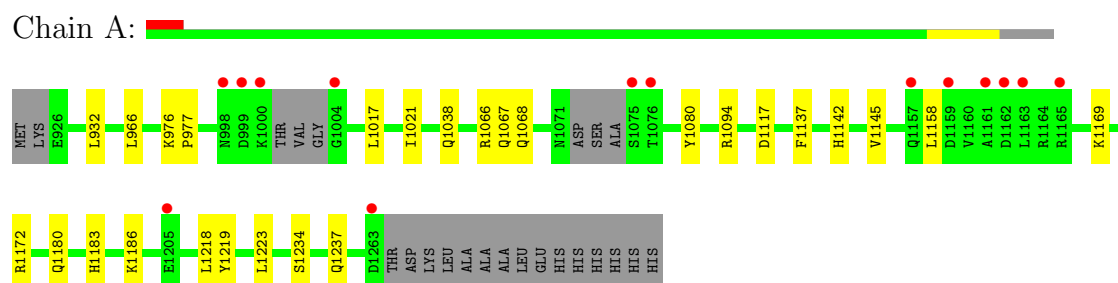 Chain A:
MET LYS E926 L932 L966 K976 P977 N998 D999 K1000 THR VAL GLY G1004 L1017 I1021 Q1038 R1066 Q1067 Q1068 N1071 ASP SER ALA S1075 T1076 Y1080 R1094 D1117 F1137 H1142 V1145 Q1157 L1158 D1159 V1160 A1161 D1162 L1163 R1164 R1165 K1169
R1172 Q1180 H1183 K1186 E1205 L1218 Y1219 L1223 S1234 Q1237 D1263 THR ASP LYS LEU ALA ALA ALA LEU GLU HIS HIS HIS HIS HIS HIS